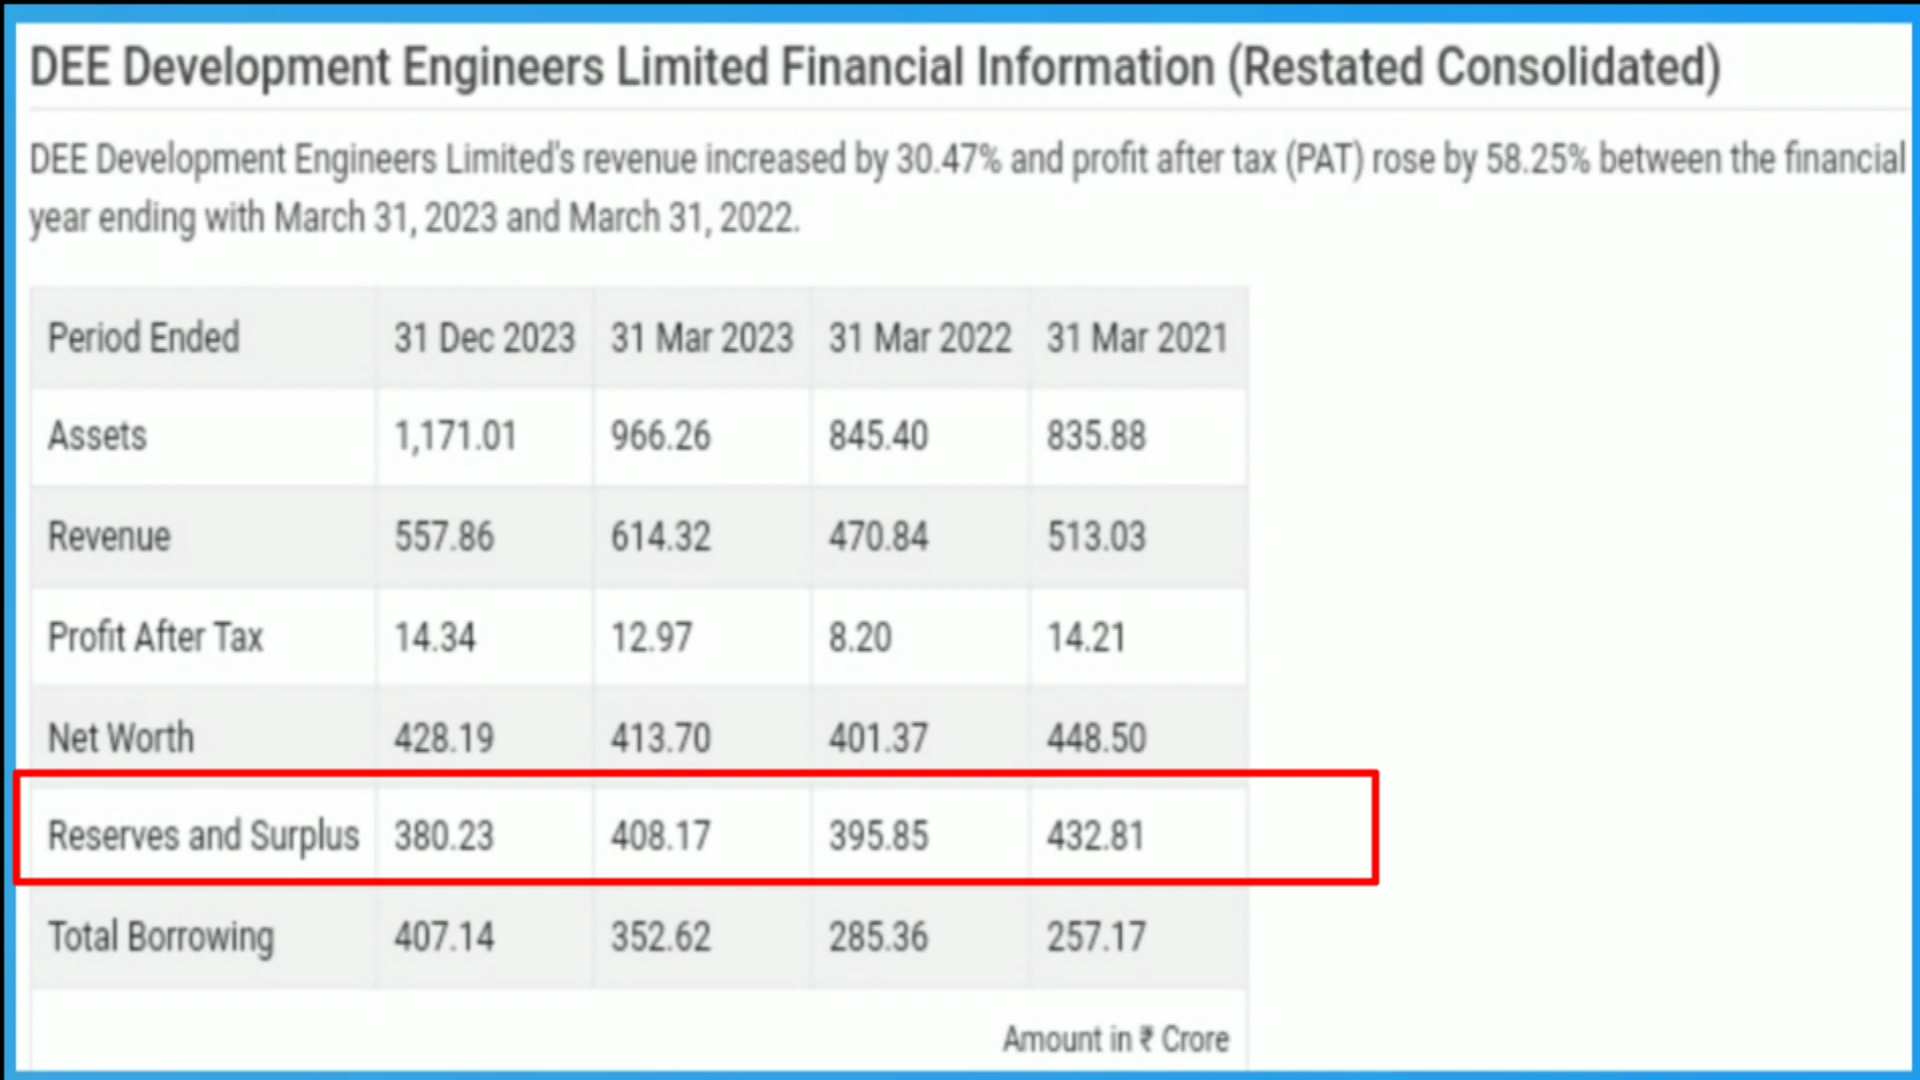 DEE Development Engineers Limited Financial Information (Restated Consolidated)
DEE Development Engineers Limited's revenue increased by 30.47% and profit after tax (PAT) rose by 58.25% between the financial
year ending with March 31, 2023 and March 31, 2022.
Period Ended 31 Dec 2023 31 Mar 2023 31 Mar 2022 31 Mar 2021
Assets 1,171.01 966.26 845.40 835.88
Revenue 557.86 614.32 470.84 513.03
Profit After Tax 14.34 12.97 8.20 14.21
Net Worth 428.19 413.70 401.37 448.50
Reserves and Surplus 380.23 408.17 395.85 432.81
Total Borrowing 407.14 352.62 285.36 257.17
Amount in ₹ Crore